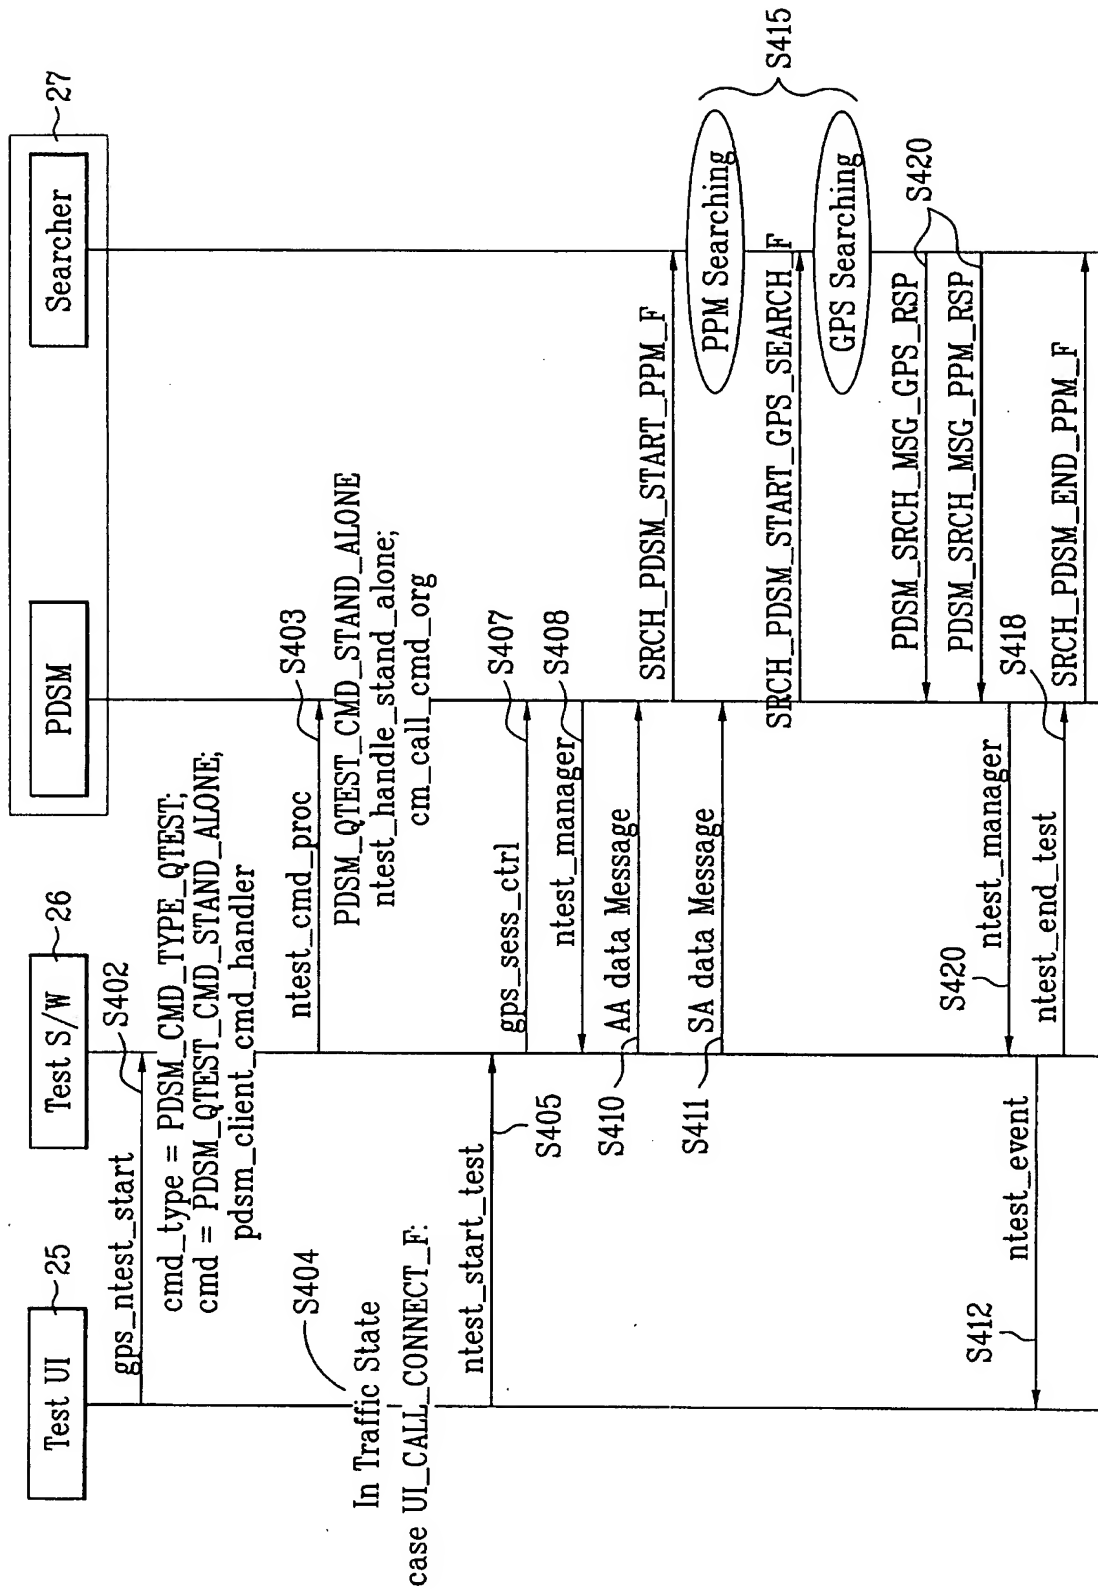 Test UI
25
Test S/W
26
PDSM
Searcher
27
gps_ntest_start
S402
cmd_type = PDSM_CMD_TYPE_QTEST;
cmd = PDSM_QTEST_CMD_STAND_ALONE;
pdsm_client_cmd_handler
ntest_cmd_proc
S403
S404
In Traffic State
case UI_CALL_CONNECT_F:
PDSM_QTEST_CMD_STAND_ALONE
ntest_handle_stand_alone;
cm_call_cmd_org
ntest_start_test
S405
gps_sess_ctrl
S407
ntest_manager
S408
AA data Message
S410
SRCH_PDSM_START_PPM_F
PPM Searching
SA data Message
S411
SRCH_PDSM_START_GPS_SEARCH_F
GPS Searching
S415
PDSM_SRCH_MSG_GPS_RSP
S420
PDSM_SRCH_MSG_PPM_RSP
ntest_manager
S420
ntest_event
S412
ntest_end_test
S418
SRCH_PDSM_END_PPM_F